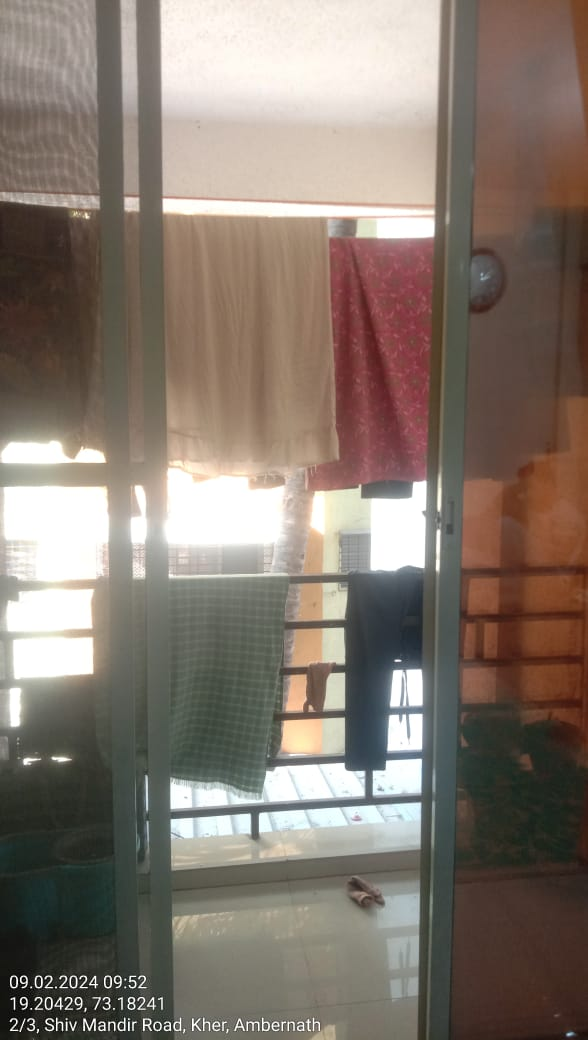 09.02.2024 09:52
19.20429, 73.18241
2/3, Shiv Mandir Road, Kher, Ambernath